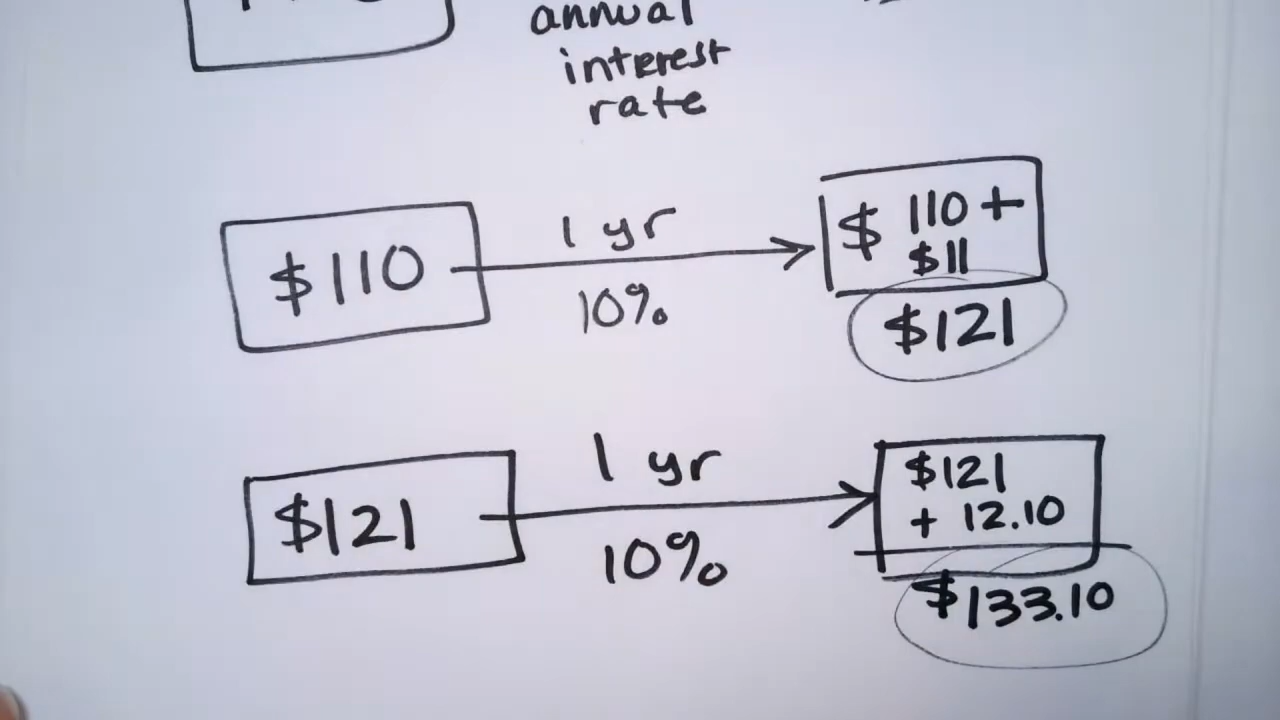 annual
interest
rate
$110
1 yr
10%
$ 110 +
$11
$121
$121
1 yr
10%
$121
+ 12.10
$133.10